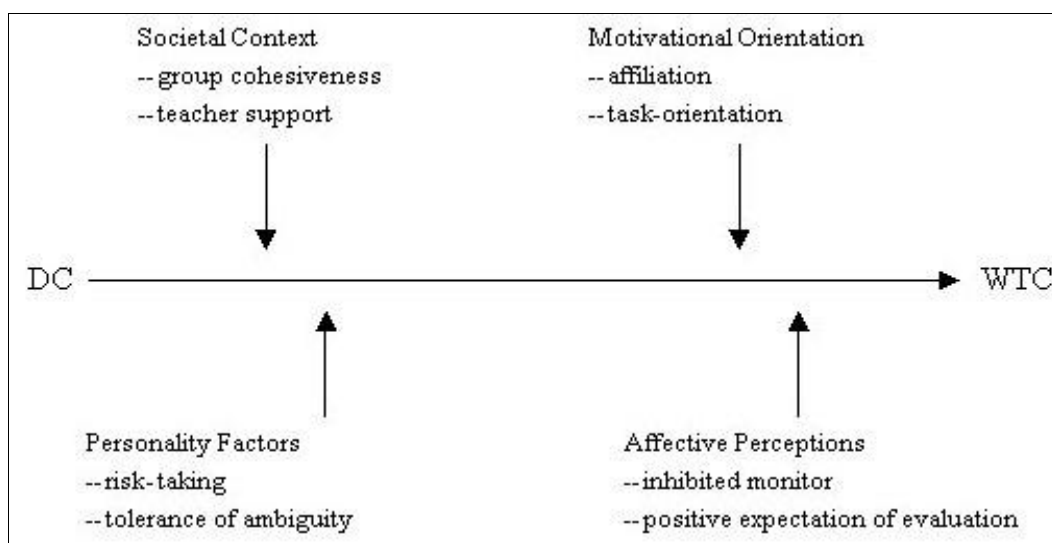 Societal Context
--group cohesiveness
--teacher support
Motivational Orientation
--affiliation
--task-orientation
DC
WTC
Personality Factors
--risk-taking
--tolerance of ambiguity
Affective Perceptions
--inhibited monitor
--positive expectation of evaluation